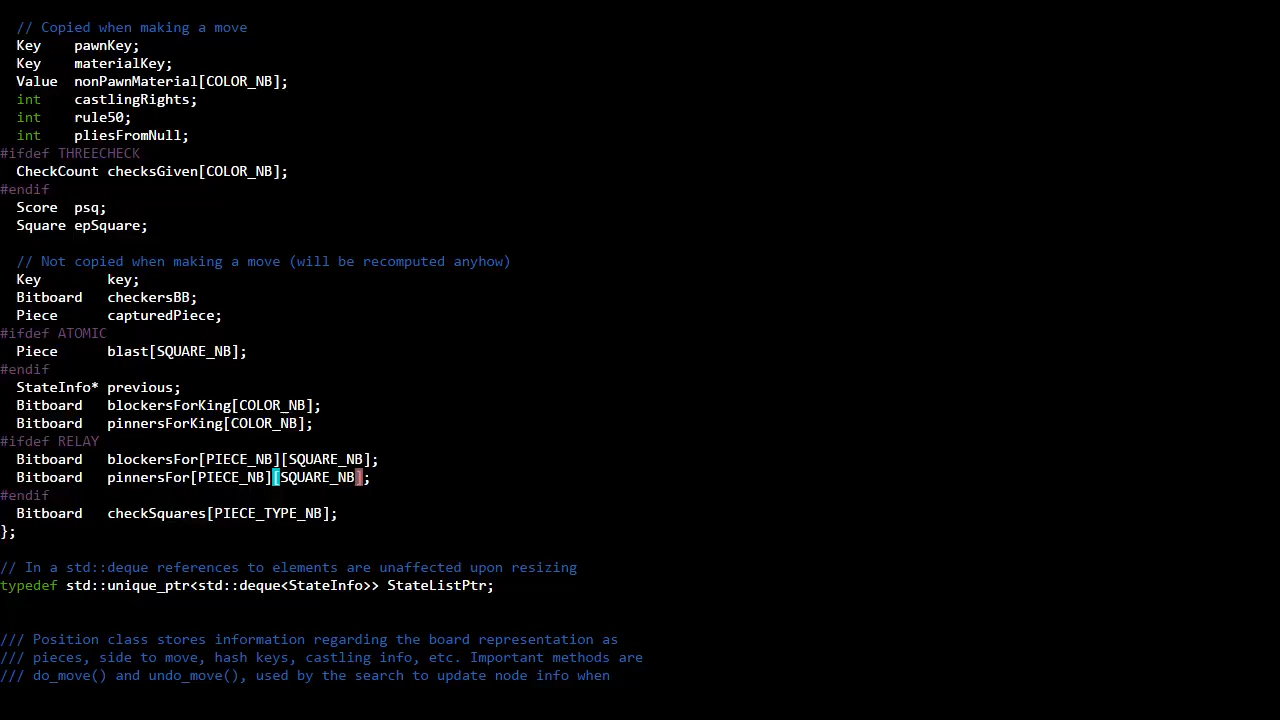 // Copied when making a move
Key    pawnKey;
Key    materialKey;
Value  nonPawnMaterial[COLOR_NB];
int    castlingRights;
int    rule50;
int    pliesFromNull;
#ifdef THREECHECK
CheckCount checksGiven[COLOR_NB];
#endif
Score  psq;
Square epSquare;
// Not copied when making a move (will be recomputed anyhow)
Key        key;
Bitboard   checkersBB;
Piece      capturedPiece;
#ifdef ATOMIC
Piece      blast[SQUARE_NB];
#endif
StateInfo* previous;
Bitboard   blockersForKing[COLOR_NB];
Bitboard   pinnersForKing[COLOR_NB];
#ifdef RELAY
Bitboard   blockersFor[PIECE_NB][SQUARE_NB];
Bitboard   pinnersFor[PIECE_NB][SQUARE_NB];
#endif
Bitboard   checkSquares[PIECE_TYPE_NB];
};
// In a std::deque references to elements are unaffected upon resizing
typedef std::unique_ptr<std::deque<StateInfo>> StateListPtr;
/// Position class stores information regarding the board representation as
/// pieces, side to move, hash keys, castling info, etc. Important methods are
/// do_move() and undo_move(), used by the search to update node info when